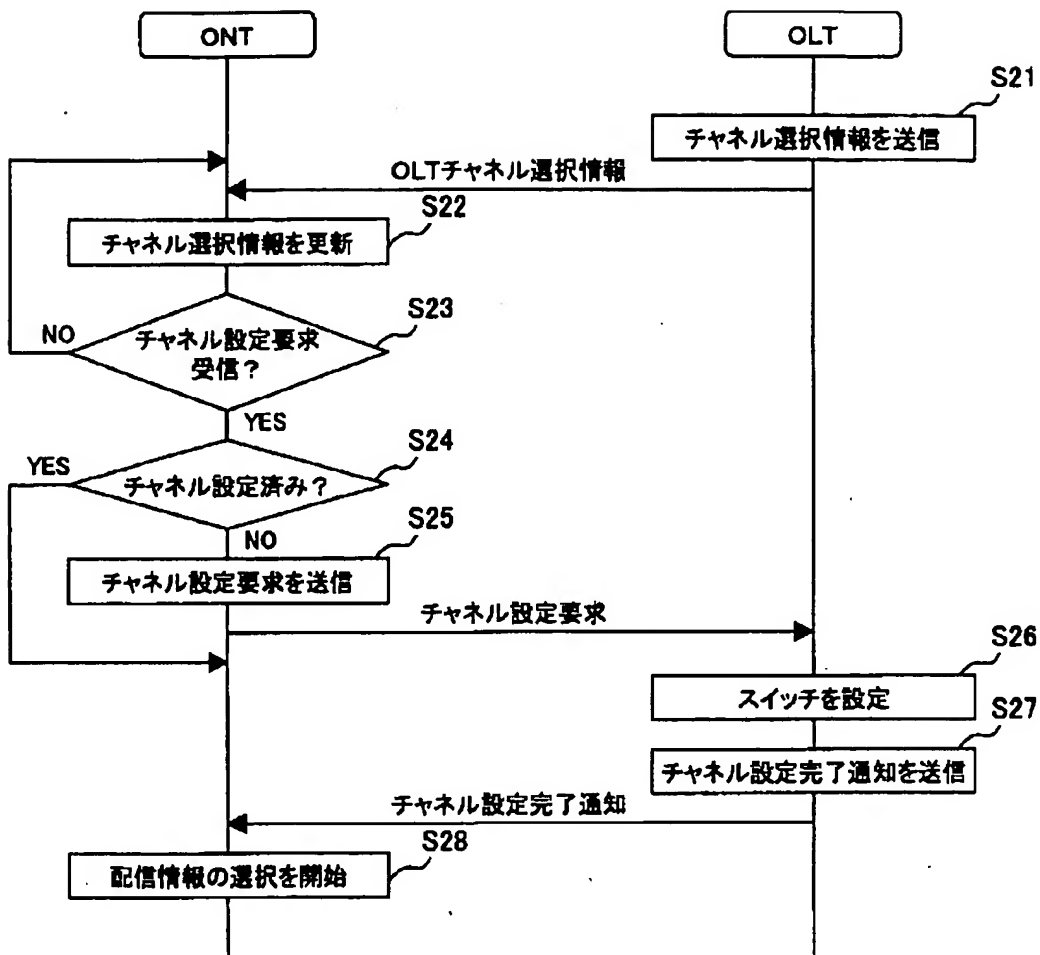 ONT
OLT
S21
チャネル選択情報を送信
OLTチャネル選択情報
S22
チャネル選択情報を更新
S23
NO
チャネル設定要求
受信？
YES
S24
YES
チャネル設定済み？
NO
S25
チャネル設定要求を送信
チャネル設定要求
S26
スイッチを設定
S27
チャネル設定完了通知を送信
チャネル設定完了通知
S28
配信情報の選択を開始